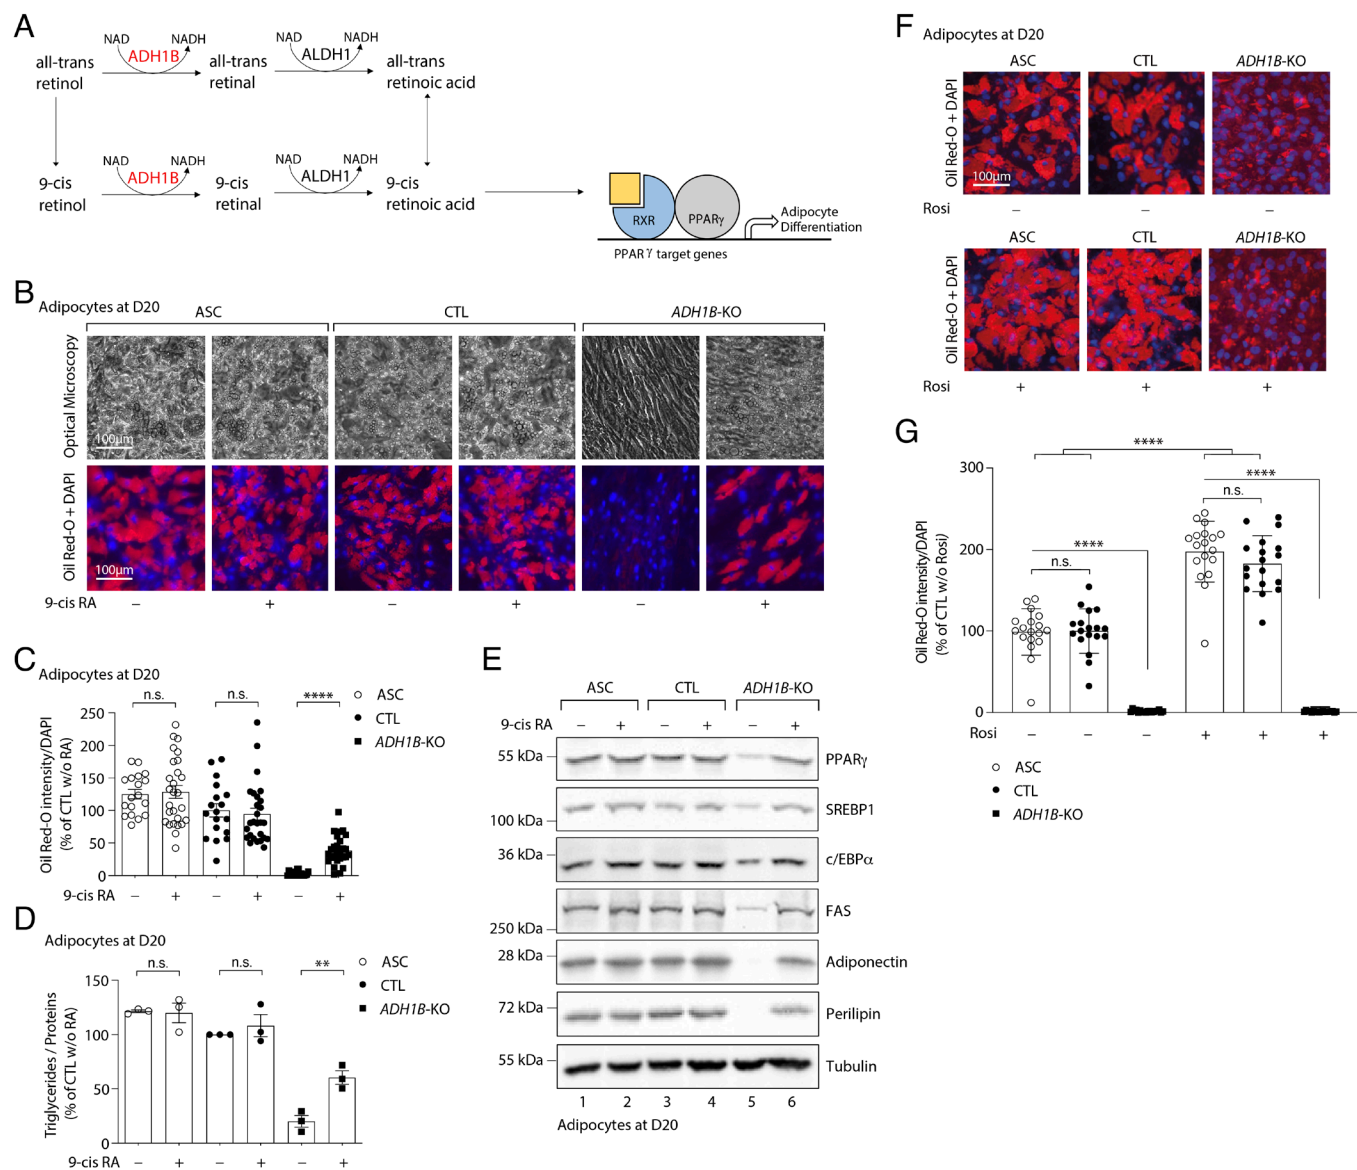 A
NAD NADH NAD NADH
ADH1B ALDH1
all-trans retinol
all-trans retinal
all-trans retinoic acid
NAD NADH NAD NADH
ADH1B ALDH1
9-cis retinol
9-cis retinal
9-cis retinoic acid
RXR PPARγ
Adipocyte
Differentiation
PPARγ target genes
B
Adipocytes at D20
ASC CTL ADH1B-KO
Optical Microscopy
100µm
Oil Red-O + DAPI
100µm
9-cis RA − + − + − +
C
Adipocytes at D20
n.s. n.s. ****
ASC
CTL
ADH1B-KO
Oil Red-O intensity/DAPI
(% of CTL w/o RA)
250
200
150
100
50
0
9-cis RA − + − + − +
D
Adipocytes at D20
n.s. n.s. **
ASC
CTL
ADH1B-KO
Triglycerides / Proteins
(% of CTL w/o RA)
150
100
50
0
9-cis RA − + − + − +
E
ASC CTL ADH1B-KO
9-cis RA − + − + − +
55 kDa PPARγ
100 kDa SREBP1
36 kDa c/EBPα
250 kDa FAS
28 kDa Adiponectin
72 kDa Perilipin
55 kDa Tubulin
1 2 3 4 5 6
Adipocytes at D20
F
Adipocytes at D20
ASC CTL ADH1B-KO
Oil Red-O + DAPI
100µm
Rosi − − −
ASC CTL ADH1B-KO
Oil Red-O + DAPI
Rosi + + +
G
****
****
n.s.
****
n.s.
Oil Red-O intensity/DAPI
(% of CTL w/o Rosi)
300
200
100
0
Rosi − − − + + +
ASC
CTL
ADH1B-KO